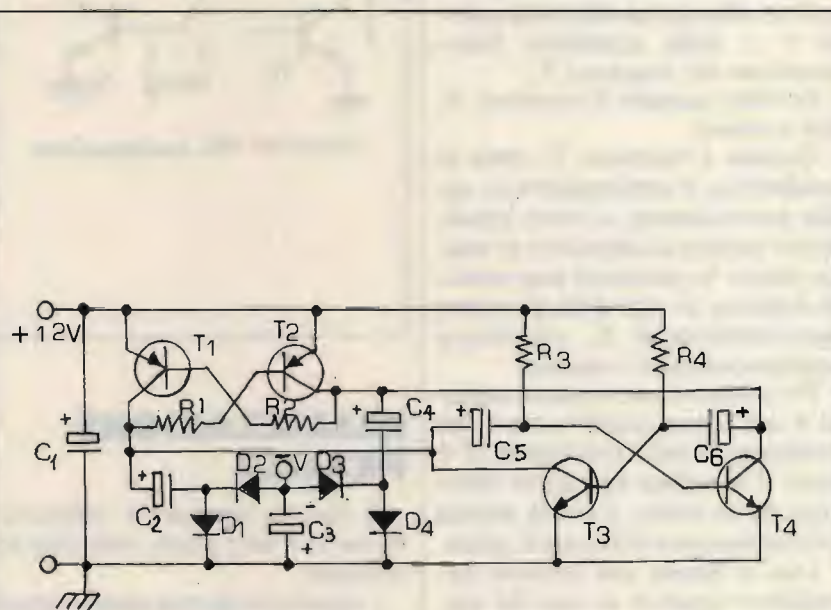 T1
T2
+12V
R3
R4
R1
R2
+
C4
+
C5
+
C6
+
C1
+
C2
D2
-V
D3
D1
-
C3
+
D4
T3
T4